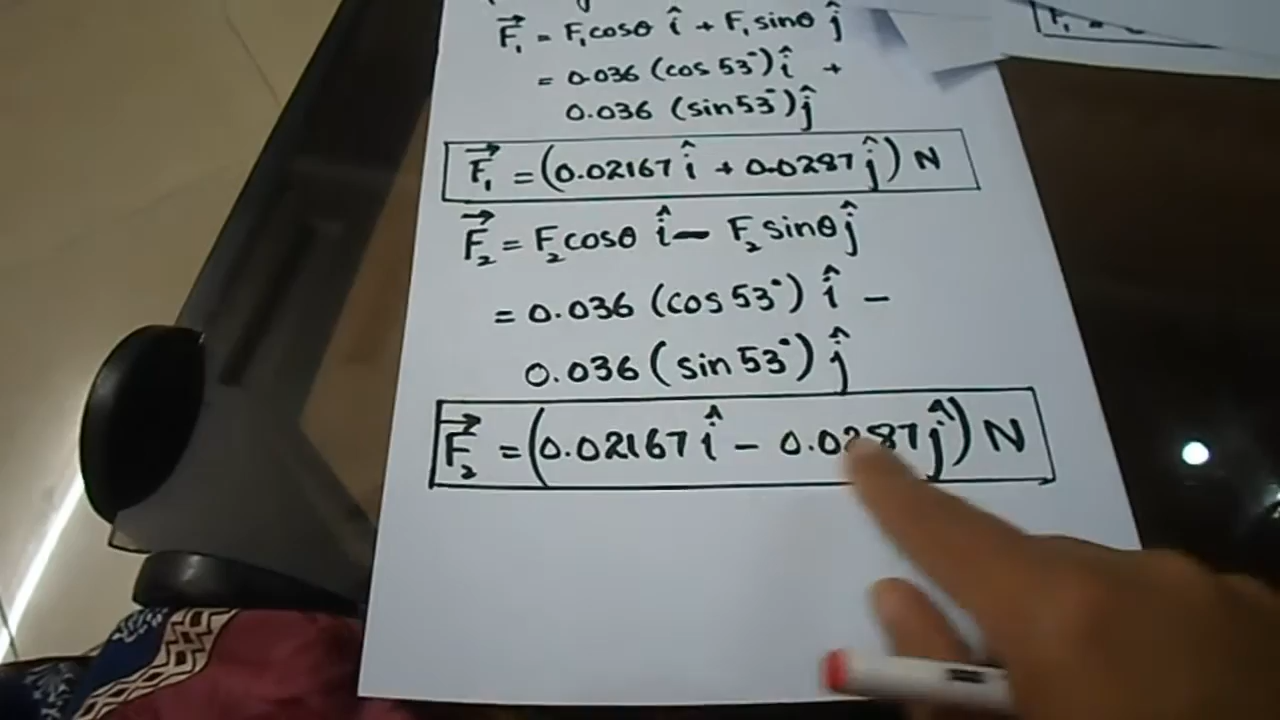 F⃗₁ = F₁cosθ î + F₁sinθ ĵ
= 0.036 (cos 53°) î +
0.036 (sin 53°) ĵ
F⃗₁ = (0.02167 î + 0.0287 ĵ) N
F⃗₂ = F₂cosθ î − F₂sinθ ĵ
= 0.036 (cos 53°) î −
0.036 (sin 53°) ĵ
F⃗₂ = (0.02167 î − 0.0287 ĵ) N